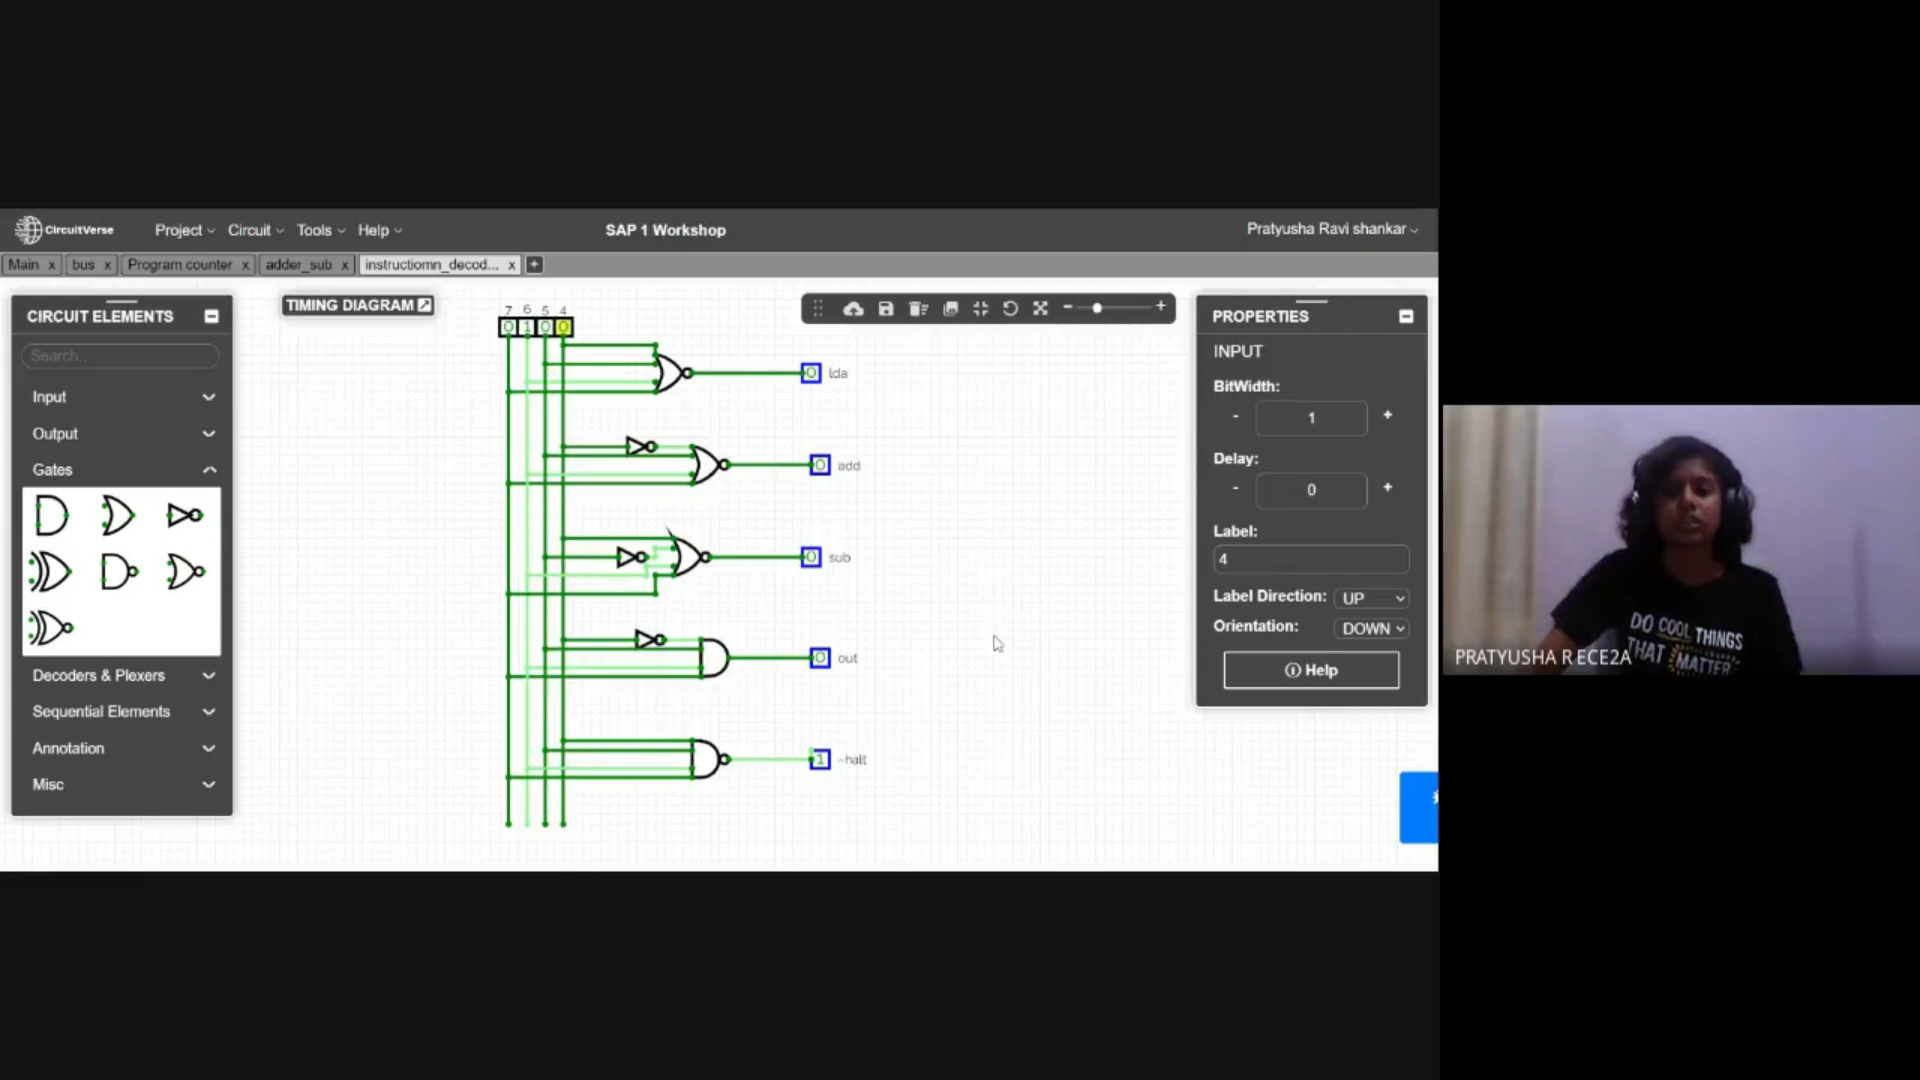 CircuitVerse
Project
Circuit
Tools
Help
SAP 1 Workshop
Pratyusha Ravi shankar
Main x
bus x
Program counter x
adder_sub x
instructiomn_decod... x
CIRCUIT ELEMENTS
Search..
Input
Output
Gates
Decoders & Plexers
Sequential Elements
Annotation
Misc
TIMING DIAGRAM
7 6 5 4
0 1 0 0
0 lda
0 add
0 sub
0 out
1 ~halt
PROPERTIES
INPUT
BitWidth:
- 1 +
Delay:
- 0 +
Label:
4
Label Direction: UP
Orientation: DOWN
Help
DO COOL THINGS
THAT MATTER
PRATYUSHA R ECE2A